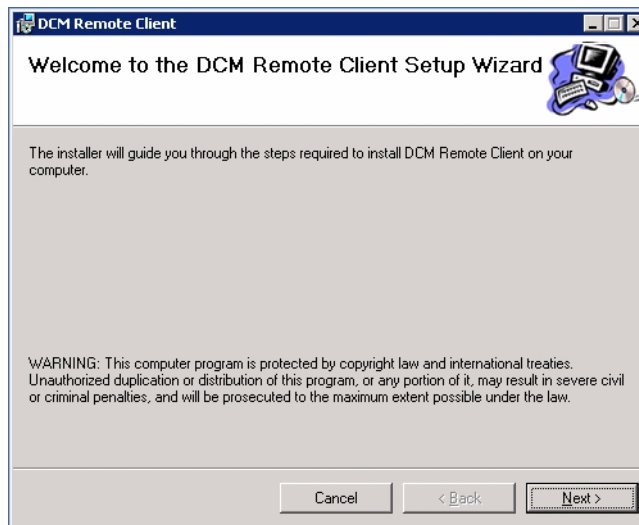 DCM Remote Client
Welcome to the DCM Remote Client Setup Wizard
The installer will guide you through the steps required to install DCM Remote Client on your
computer.
WARNING: This computer program is protected by copyright law and international treaties.
Unauthorized duplication or distribution of this program, or any portion of it, may result in severe civil
or criminal penalties, and will be prosecuted to the maximum extent possible under the law.
Cancel
< Back
Next >